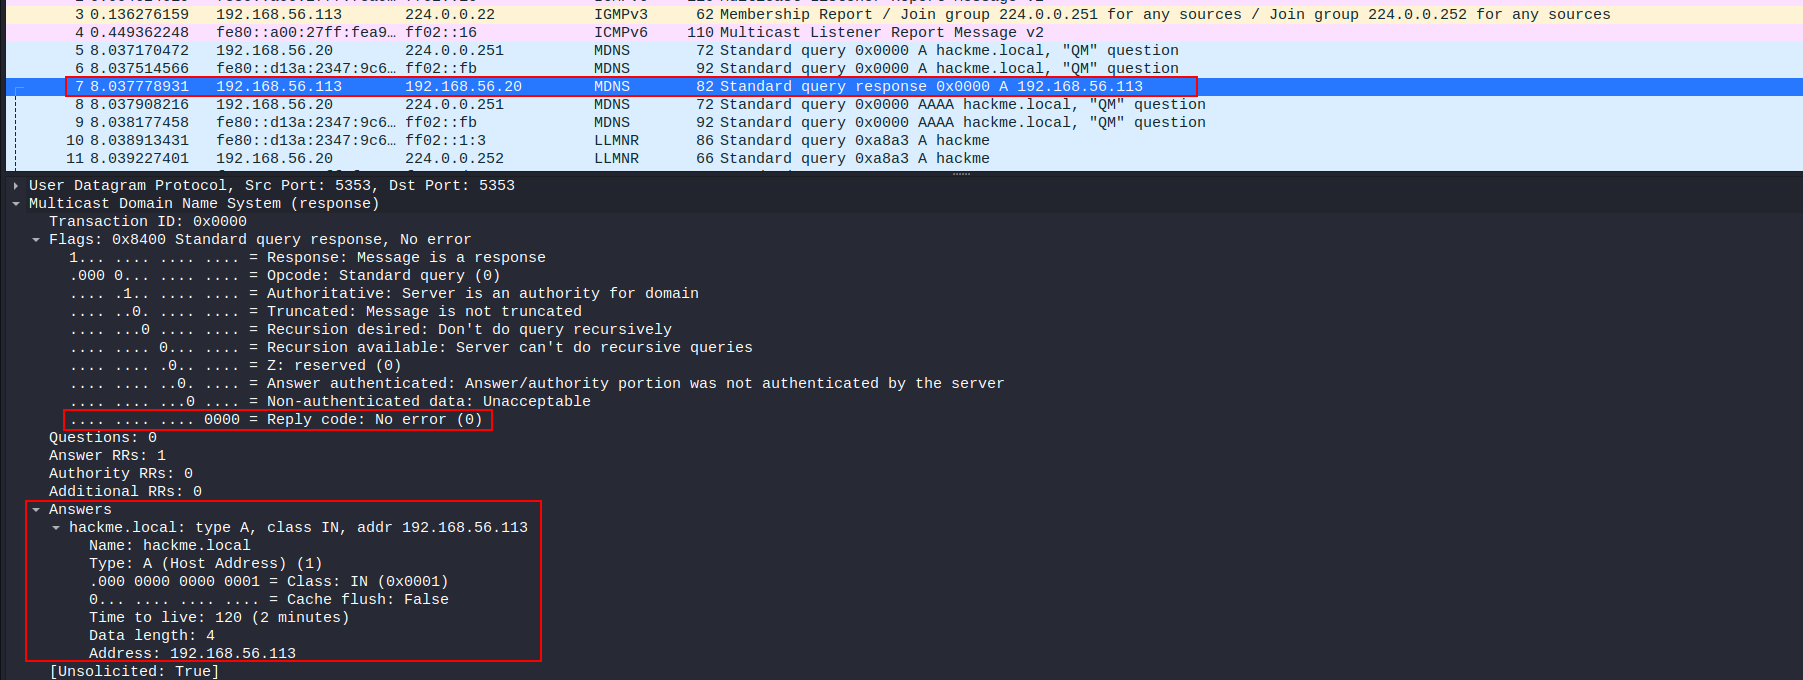 3 0.136276159 192.168.56.113 224.0.0.22 IGMPv3 62 Membership Report / Join group 224.0.0.251 for any sources / Join group 224.0.0.252 for any sources
4 0.449362248 fe80::a00:27ff:fea9… ff02::16 ICMPv6 110 Multicast Listener Report Message v2
5 8.037170472 192.168.56.20 224.0.0.251 MDNS 72 Standard query 0x0000 A hackme.local, "QM" question
6 8.037514566 fe80::d13a:2347:9c6… ff02::fb MDNS 92 Standard query 0x0000 A hackme.local, "QM" question
7 8.037778931 192.168.56.113 192.168.56.20 MDNS 82 Standard query response 0x0000 A 192.168.56.113
8 8.037908216 192.168.56.20 224.0.0.251 MDNS 72 Standard query 0x0000 AAAA hackme.local, "QM" question
9 8.038177458 fe80::d13a:2347:9c6… ff02::fb MDNS 92 Standard query 0x0000 AAAA hackme.local, "QM" question
10 8.038913431 fe80::d13a:2347:9c6… ff02::1:3 LLMNR 86 Standard query 0xa8a3 A hackme
11 8.039227401 192.168.56.20 224.0.0.252 LLMNR 66 Standard query 0xa8a3 A hackme
User Datagram Protocol, Src Port: 5353, Dst Port: 5353
Multicast Domain Name System (response)
Transaction ID: 0x0000
Flags: 0x8400 Standard query response, No error
1... .... .... .... = Response: Message is a response
.000 0... .... .... = Opcode: Standard query (0)
.... .1.. .... .... = Authoritative: Server is an authority for domain
.... ..0. .... .... = Truncated: Message is not truncated
.... ...0 .... .... = Recursion desired: Don't do query recursively
.... .... 0... .... = Recursion available: Server can't do recursive queries
.... .... .0.. .... = Z: reserved (0)
.... .... ..0. .... = Answer authenticated: Answer/authority portion was not authenticated by the server
.... .... ...0 .... = Non-authenticated data: Unacceptable
.... .... .... 0000 = Reply code: No error (0)
Questions: 0
Answer RRs: 1
Authority RRs: 0
Additional RRs: 0
Answers
hackme.local: type A, class IN, addr 192.168.56.113
Name: hackme.local
Type: A (Host Address) (1)
.000 0000 0000 0001 = Class: IN (0x0001)
0... .... .... .... = Cache flush: False
Time to live: 120 (2 minutes)
Data length: 4
Address: 192.168.56.113
[Unsolicited: True]